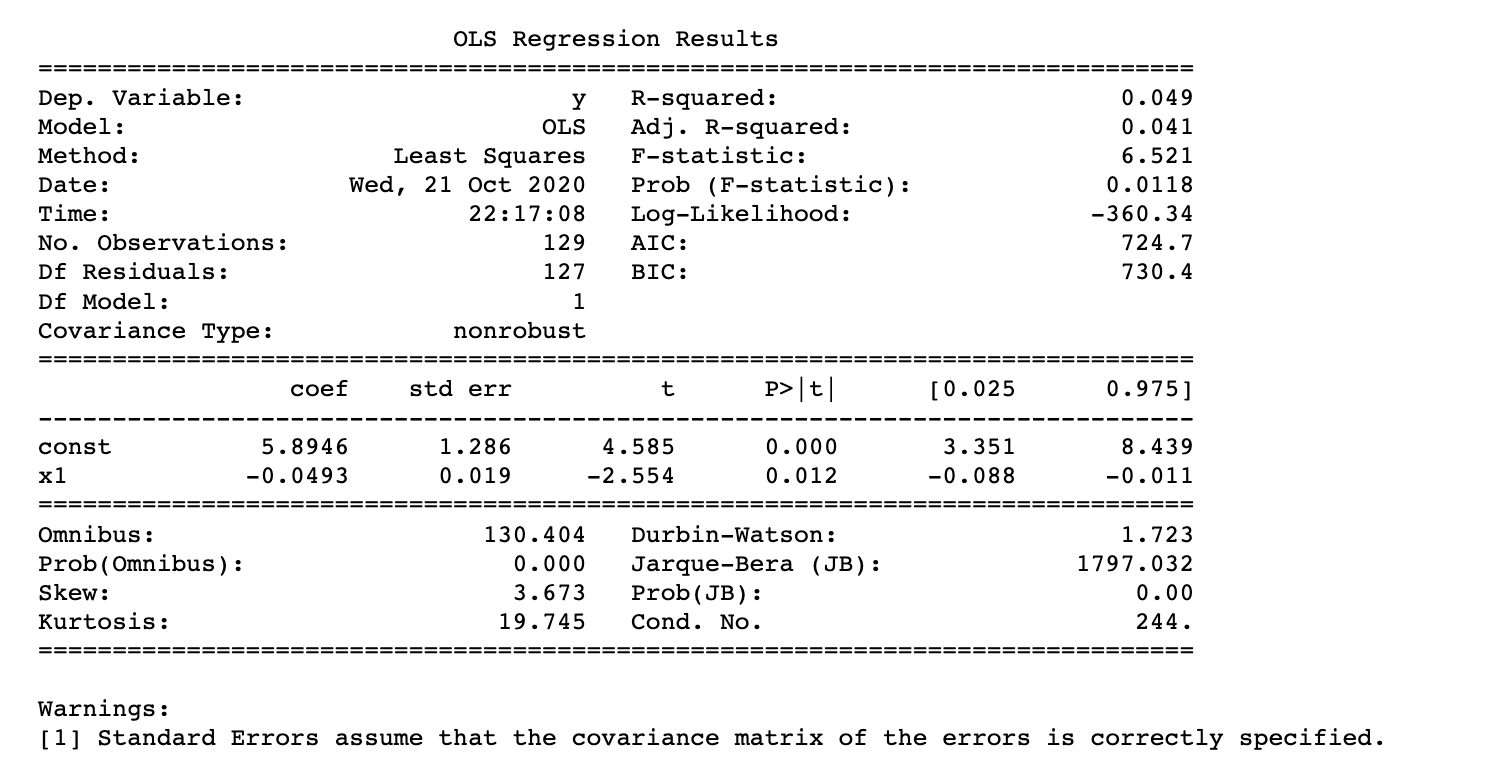 OLS Regression Results
==============================================================================
Dep. Variable:                      y   R-squared:                       0.049
Model:                            OLS   Adj. R-squared:                  0.041
Method:                 Least Squares   F-statistic:                     6.521
Date:                Wed, 21 Oct 2020   Prob (F-statistic):             0.0118
Time:                        22:17:08   Log-Likelihood:                -360.34
No. Observations:                 129   AIC:                             724.7
Df Residuals:                     127   BIC:                             730.4
Df Model:                           1
Covariance Type:            nonrobust
==============================================================================
                 coef    std err          t      P>|t|      [0.025      0.975]
------------------------------------------------------------------------------
const          5.8946      1.286      4.585      0.000       3.351       8.439
x1            -0.0493      0.019     -2.554      0.012      -0.088      -0.011
==============================================================================
Omnibus:                      130.404   Durbin-Watson:                   1.723
Prob(Omnibus):                  0.000   Jarque-Bera (JB):             1797.032
Skew:                           3.673   Prob(JB):                         0.00
Kurtosis:                      19.745   Cond. No.                         244.
==============================================================================

Warnings:
[1] Standard Errors assume that the covariance matrix of the errors is correctly specified.